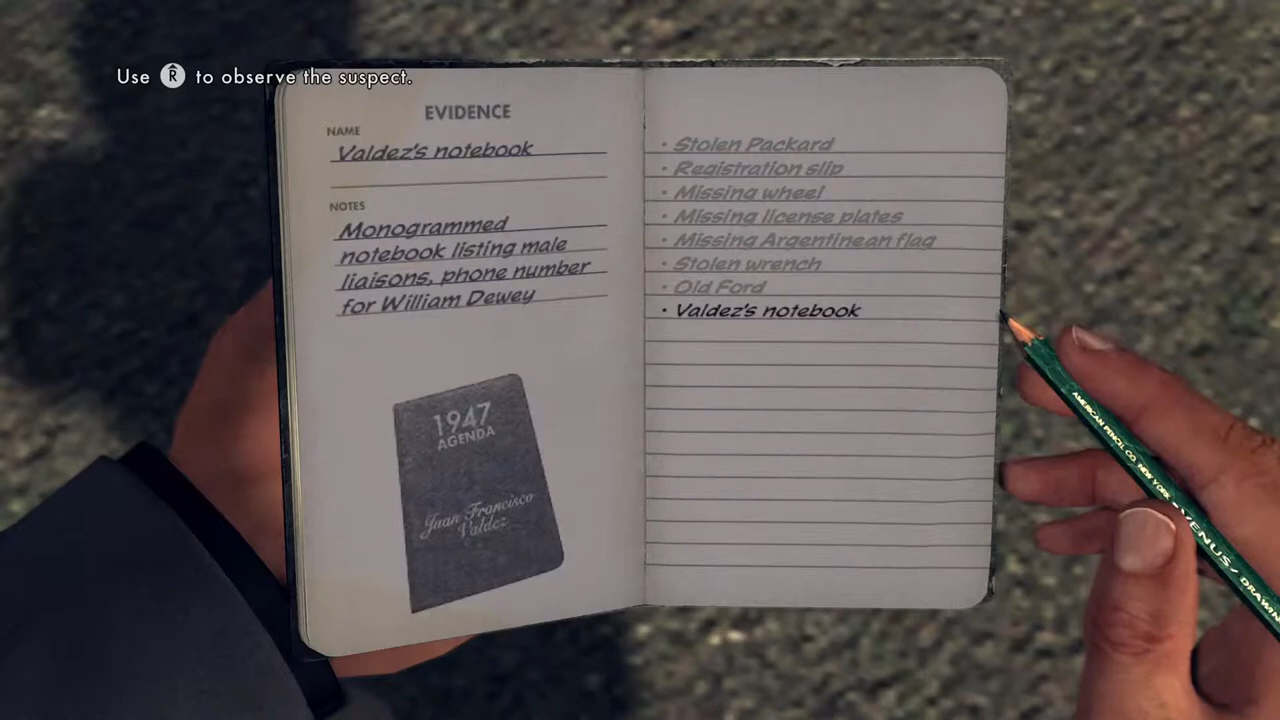 Use R to observe the suspect.
EVIDENCE
NAME
Valdez's notebook
NOTES
Monogrammed
notebook listing male
liaisons, phone number
for William Dewey
1947
AGENDA
Juan Francisco
Valdez
· Stolen Packard
· Registration slip
· Missing wheel
· Missing license plates
· Missing Argentinean flag
· Stolen wrench
· Old Ford
· Valdez's notebook
AMERICAN PENCIL CO. NEW YORK
VENUS / DRAWIN